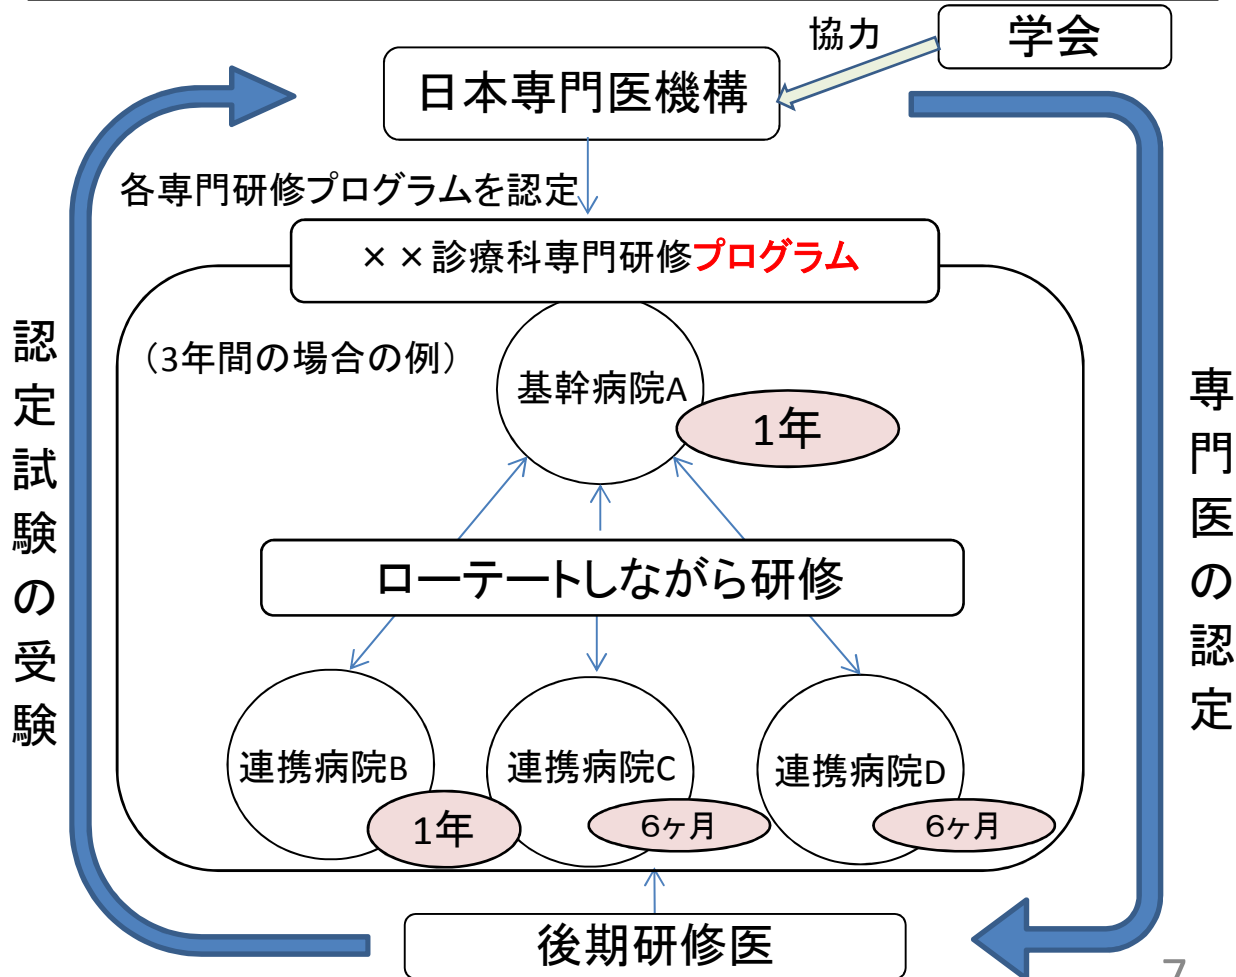 協力
学会
日本専門医機構
各専門研修プログラムを認定
××診療科専門研修プログラム
（3年間の場合の例）
基幹病院A
1年
ローテートしながら研修
連携病院B
1年
連携病院C
6ヶ月
連携病院D
6ヶ月
後期研修医
認定試験の受験
専門医の認定
7